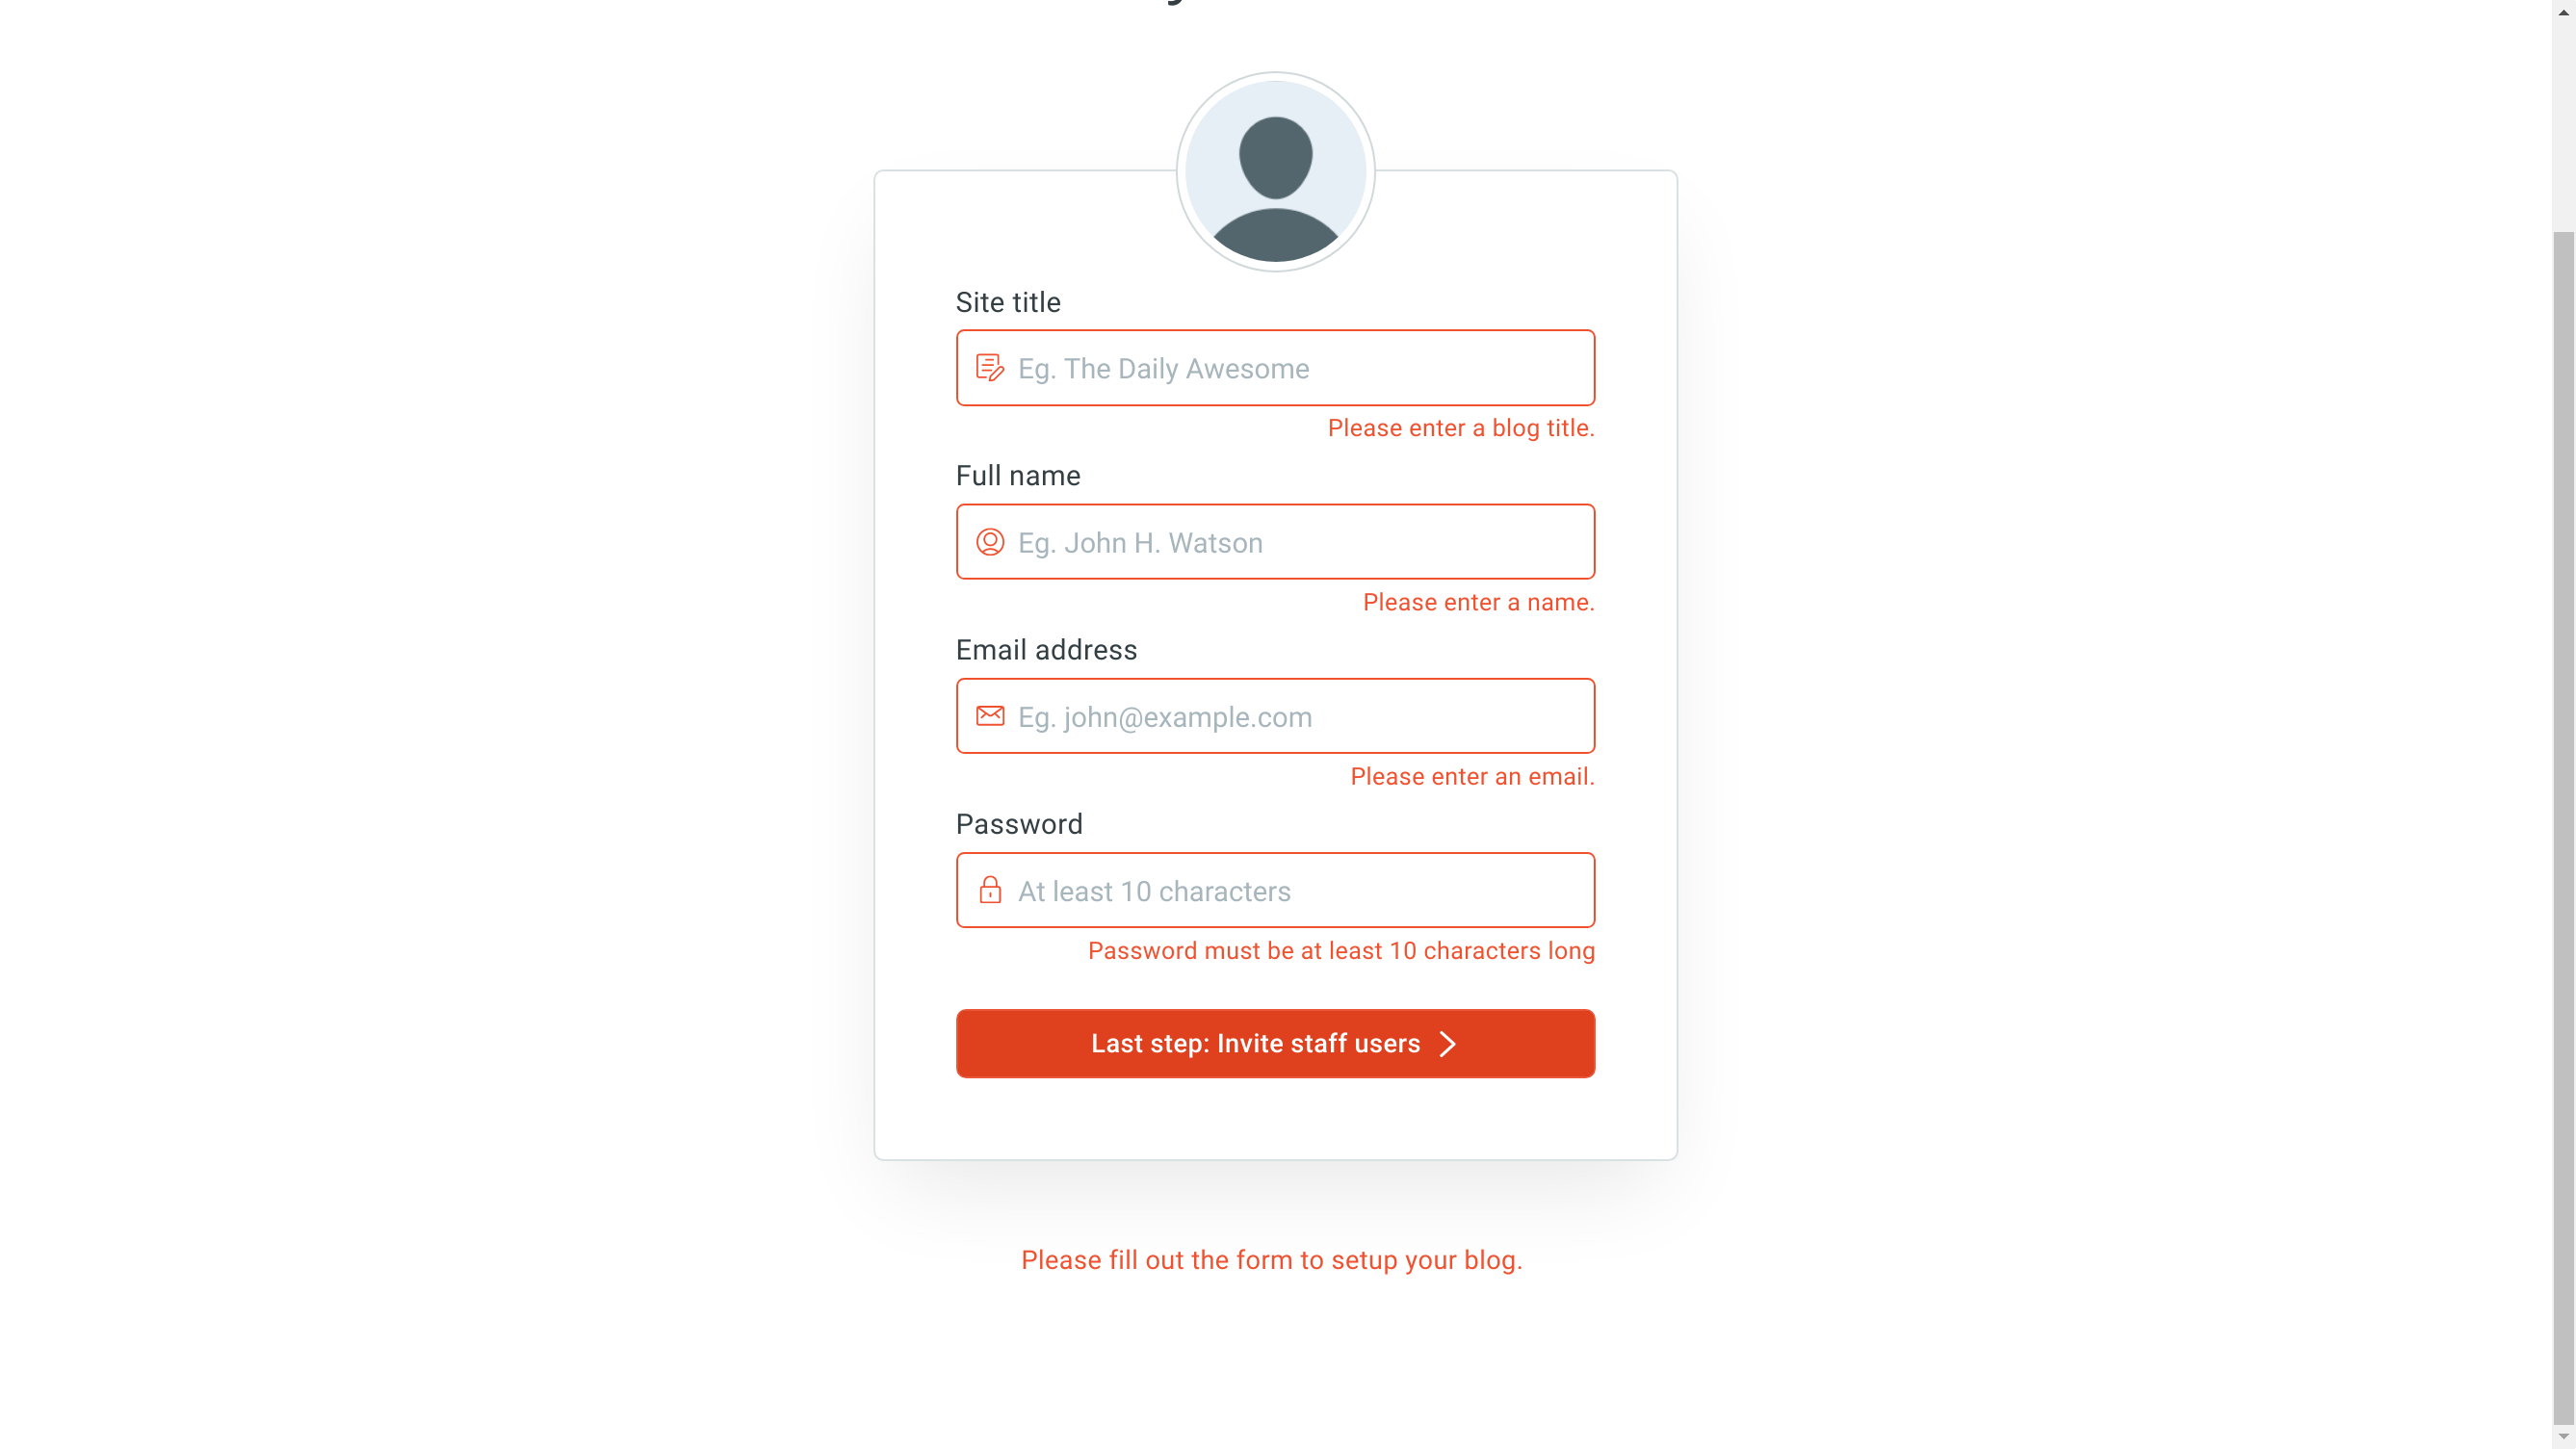 Site title
Eg. The Daily Awesome
Please enter a blog title.
Full name
Eg. John H. Watson
Please enter a name.
Email address
Eg. john@example.com
Please enter an email.
Password
At least 10 characters
Password must be at least 10 characters long
Last step: Invite staff users
Please fill out the form to setup your blog.